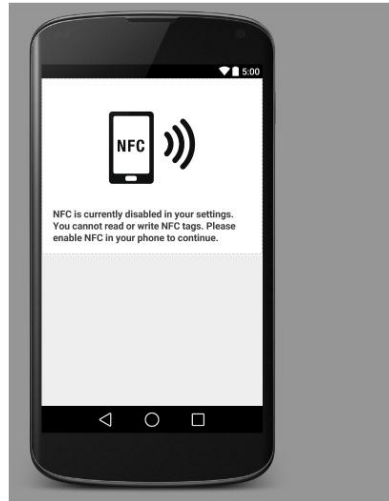 5:00
NFC
NFC is currently disabled in your settings.
You cannot read or write NFC tags. Please
enable NFC in your phone to continue.